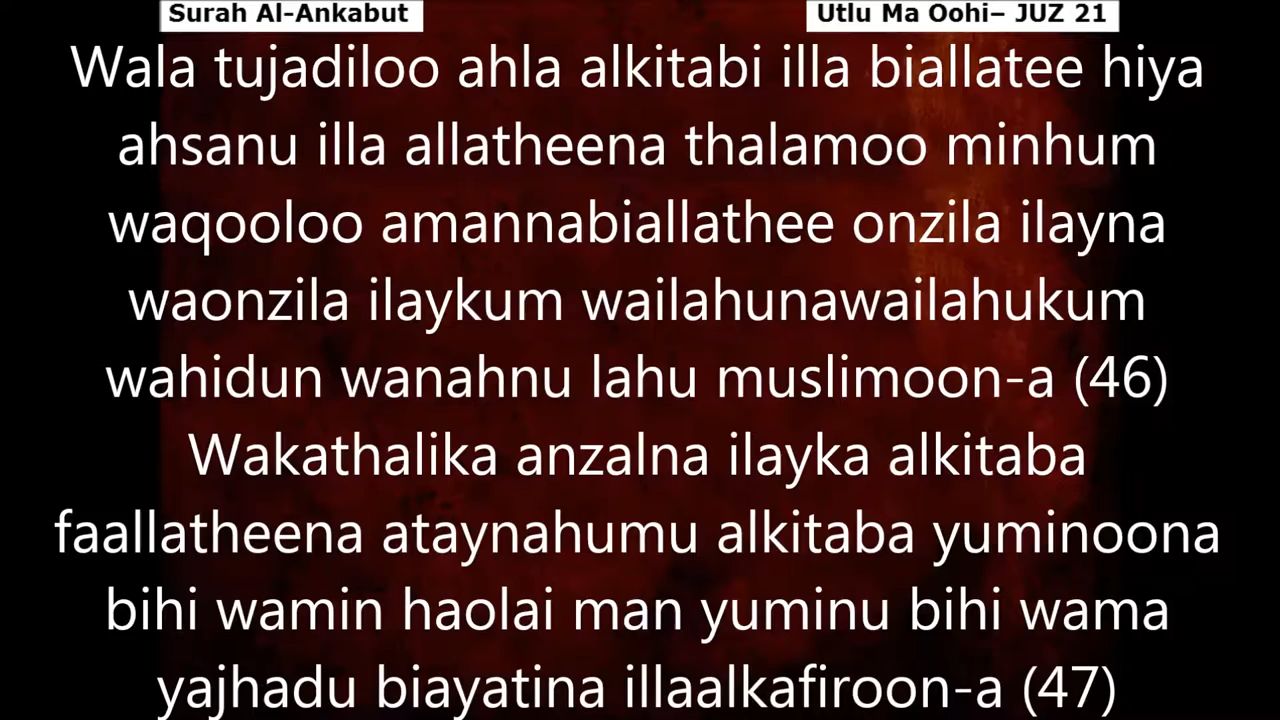 Surah Al-Ankabut
Utlu Ma Oohi– JUZ 21
Wala tujadiloo ahla alkitabi illa biallatee hiya
ahsanu illa allatheena thalamoo minhum
waqooloo amannabiallathee onzila ilayna
waonzila ilaykum wailahunawailahukum
wahidun wanahnu lahu muslimoon-a (46)
Wakathalika anzalna ilayka alkitaba
faallatheena ataynahumu alkitaba yuminoona
bihi wamin haolai man yuminu bihi wama
yajhadu biayatina illaalkafiroon-a (47)